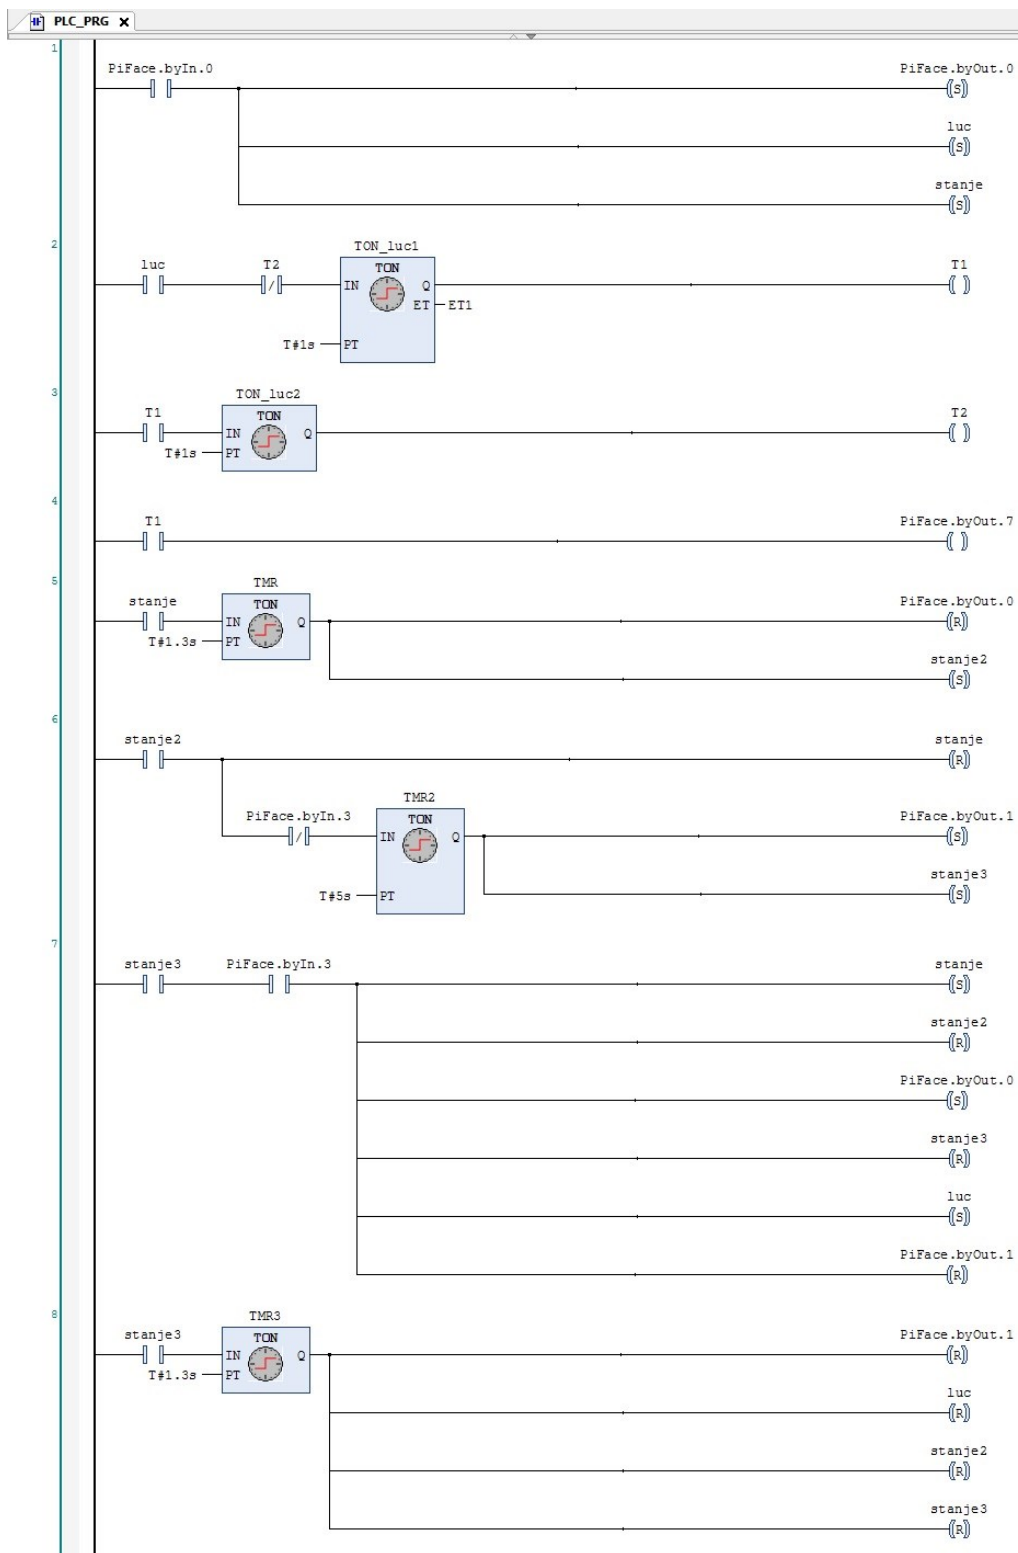 PLC_PRG
1
PiFace.byIn.0 PiFace.byOut.0
S
luc
S
stanje
S
2
TON_luc1
luc T2 TON T1
IN Q
ET ET1
T#1s PT
3
TON_luc2
T1 TON T2
IN Q
T#1s PT
4
T1 PiFace.byOut.7
5
TMR
stanje TON PiFace.byOut.0
IN Q R
T#1.3s PT
stanje2
S
6
stanje2 stanje
R
TMR2
PiFace.byIn.3 TON PiFace.byOut.1
IN Q S
stanje3
T#5s PT S
7
stanje3 PiFace.byIn.3 stanje
S
stanje2
R
PiFace.byOut.0
S
stanje3
R
luc
S
PiFace.byOut.1
R
8
TMR3
stanje3 TON PiFace.byOut.1
IN Q R
T#1.3s PT
luc
R
stanje2
R
stanje3
R